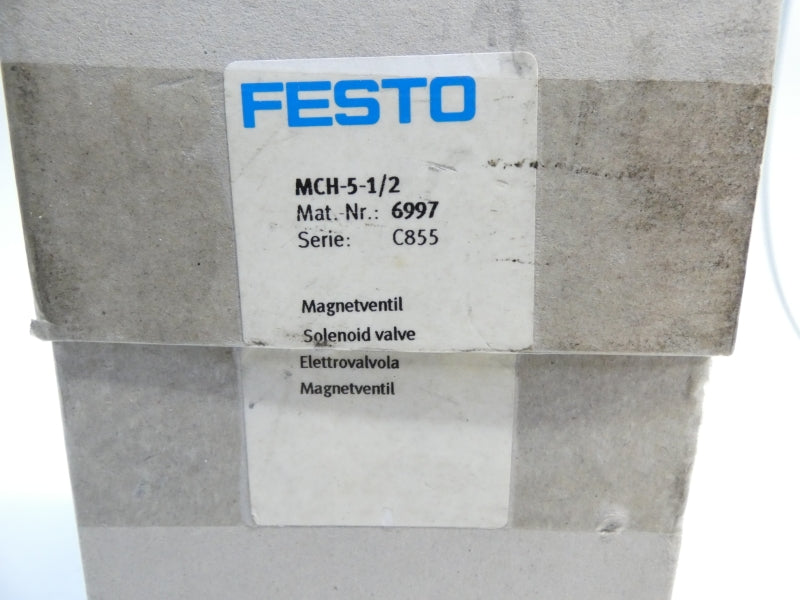 FESTO
MCH-5-1/2
Mat.-Nr.: 6997
Serie: C855
Magnetventil
Solenoid valve
Elettrovalvola
Magnetventil